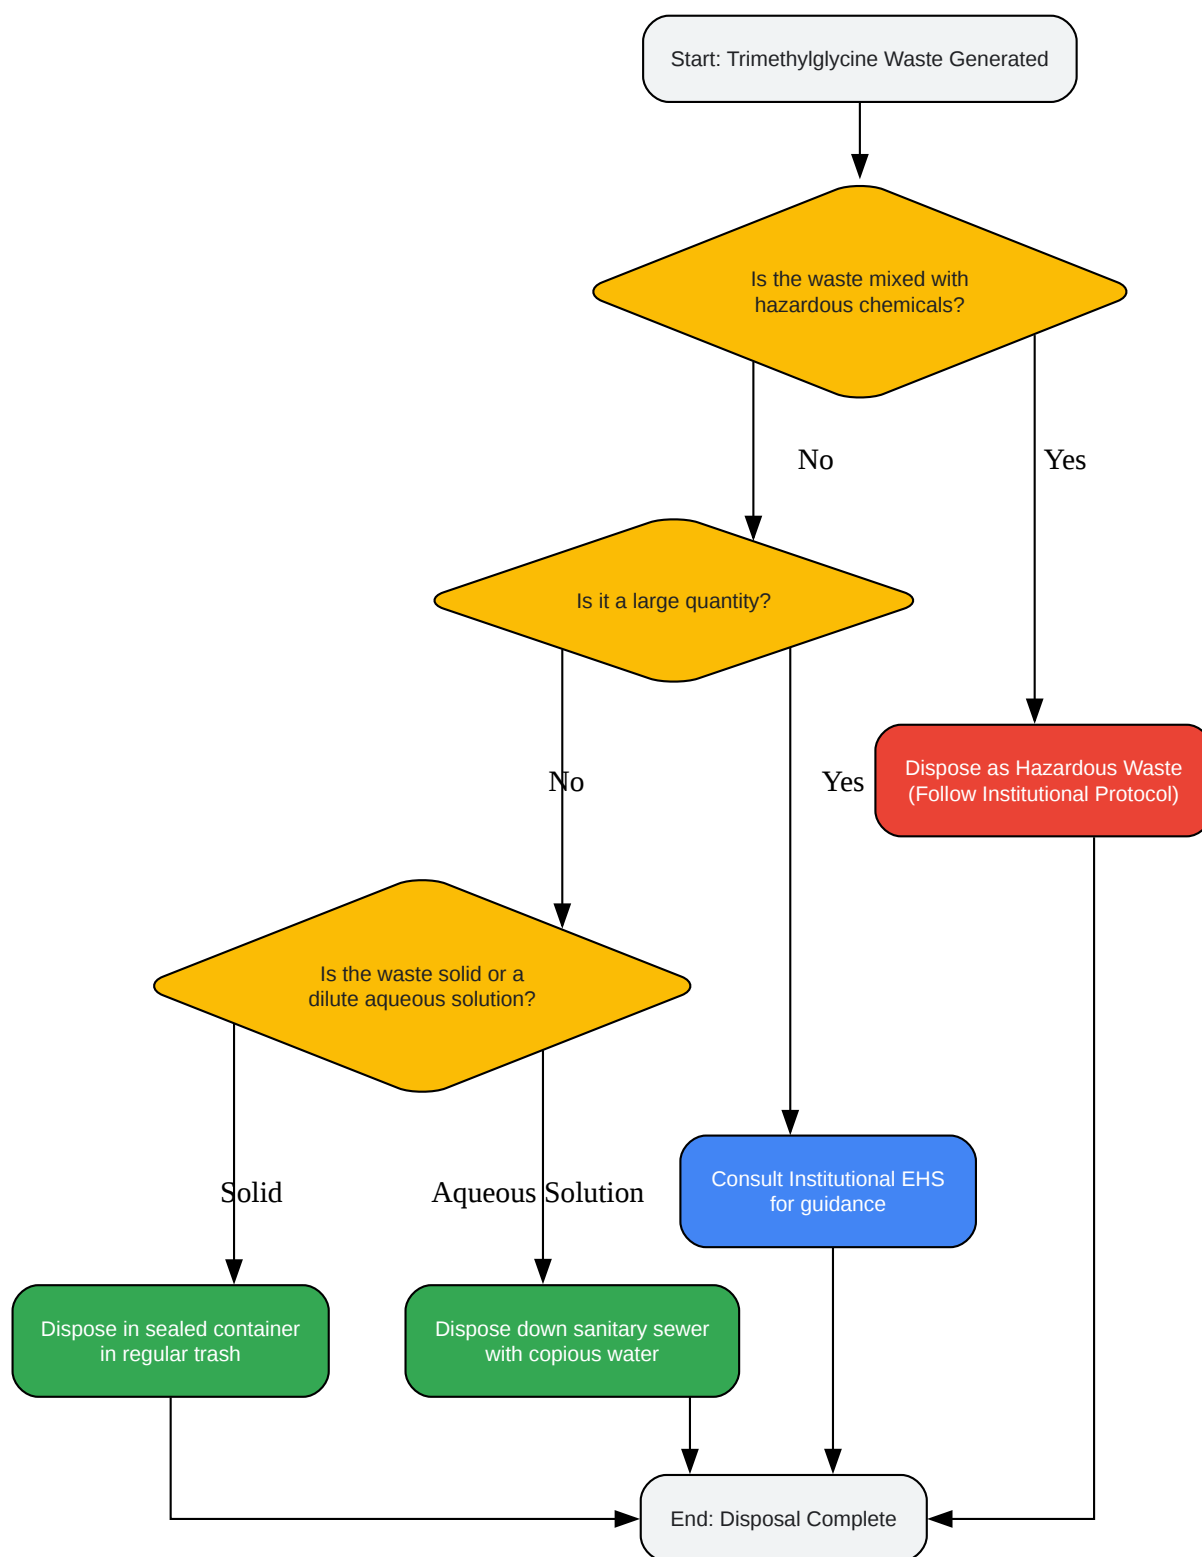 Start: Trimethylglycine Waste Generated
Is the waste mixed with
hazardous chemicals?
No
Yes
Is it a large quantity?
No
Yes
Dispose as Hazardous Waste
(Follow Institutional Protocol)
Is the waste solid or a
dilute aqueous solution?
Solid
Aqueous Solution
Consult Institutional EHS
for guidance
Dispose in sealed container
in regular trash
Dispose down sanitary sewer
with copious water
End: Disposal Complete